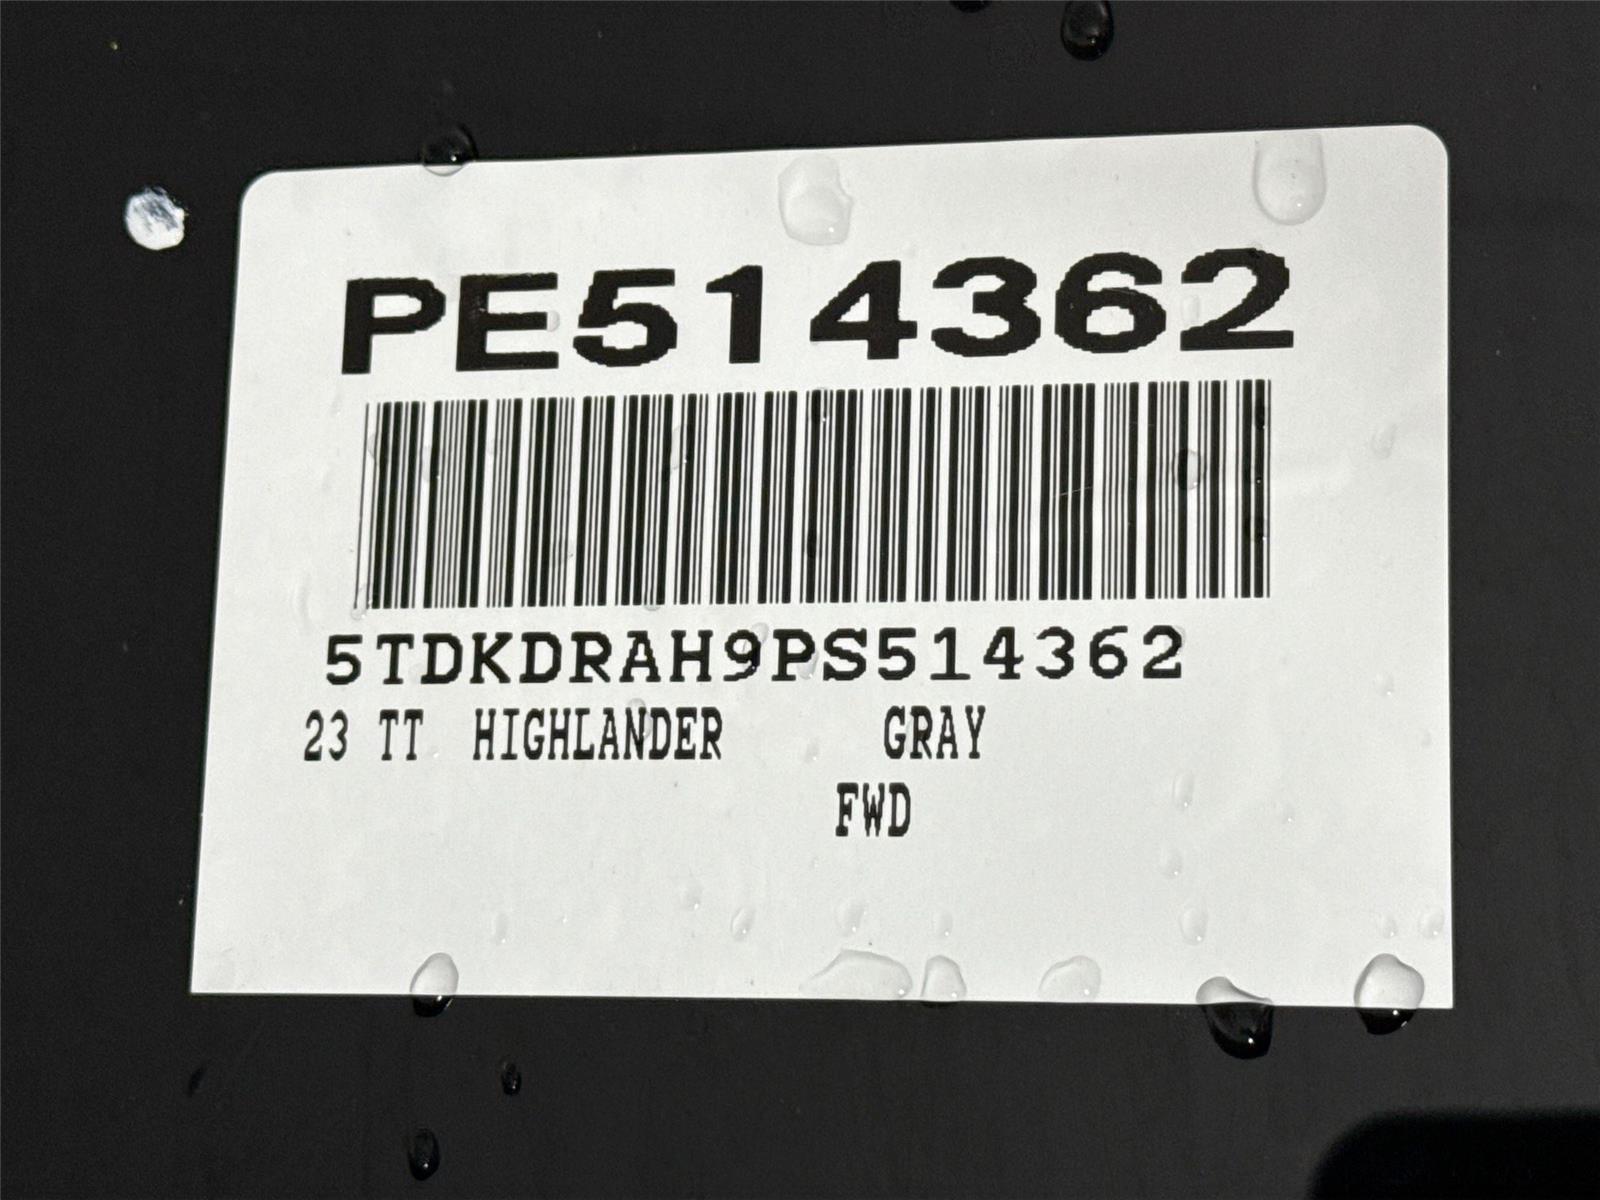 PE514362
5TDKDRAH9PS514362
23 TT HIGHLANDER GRAY
FWD